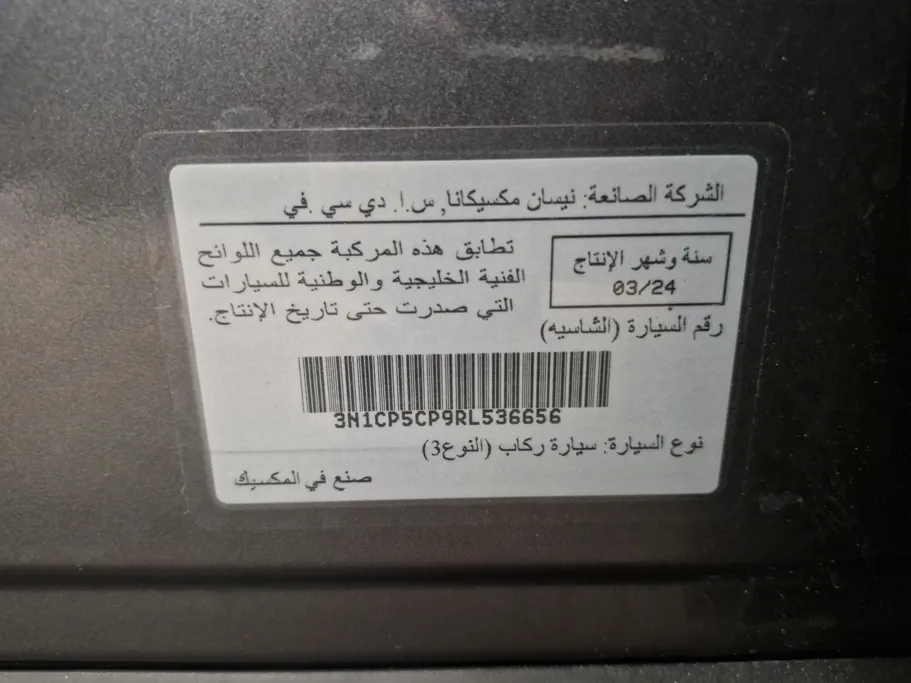 الشركة الصانعة: نيسان مكسيكانا, س.ا. دي سي .في
سنة وشهر الإنتاج
03/24
تطابق هذه المركبة جميع اللوائح
الفنية الخليجية والوطنية للسيارات
التي صدرت حتى تاريخ الإنتاج.
رقم السيارة (الشاسيه)
3N1CP5CP9RL536656
نوع السيارة: سيارة ركاب (النوع3)
صنع في المكسيك